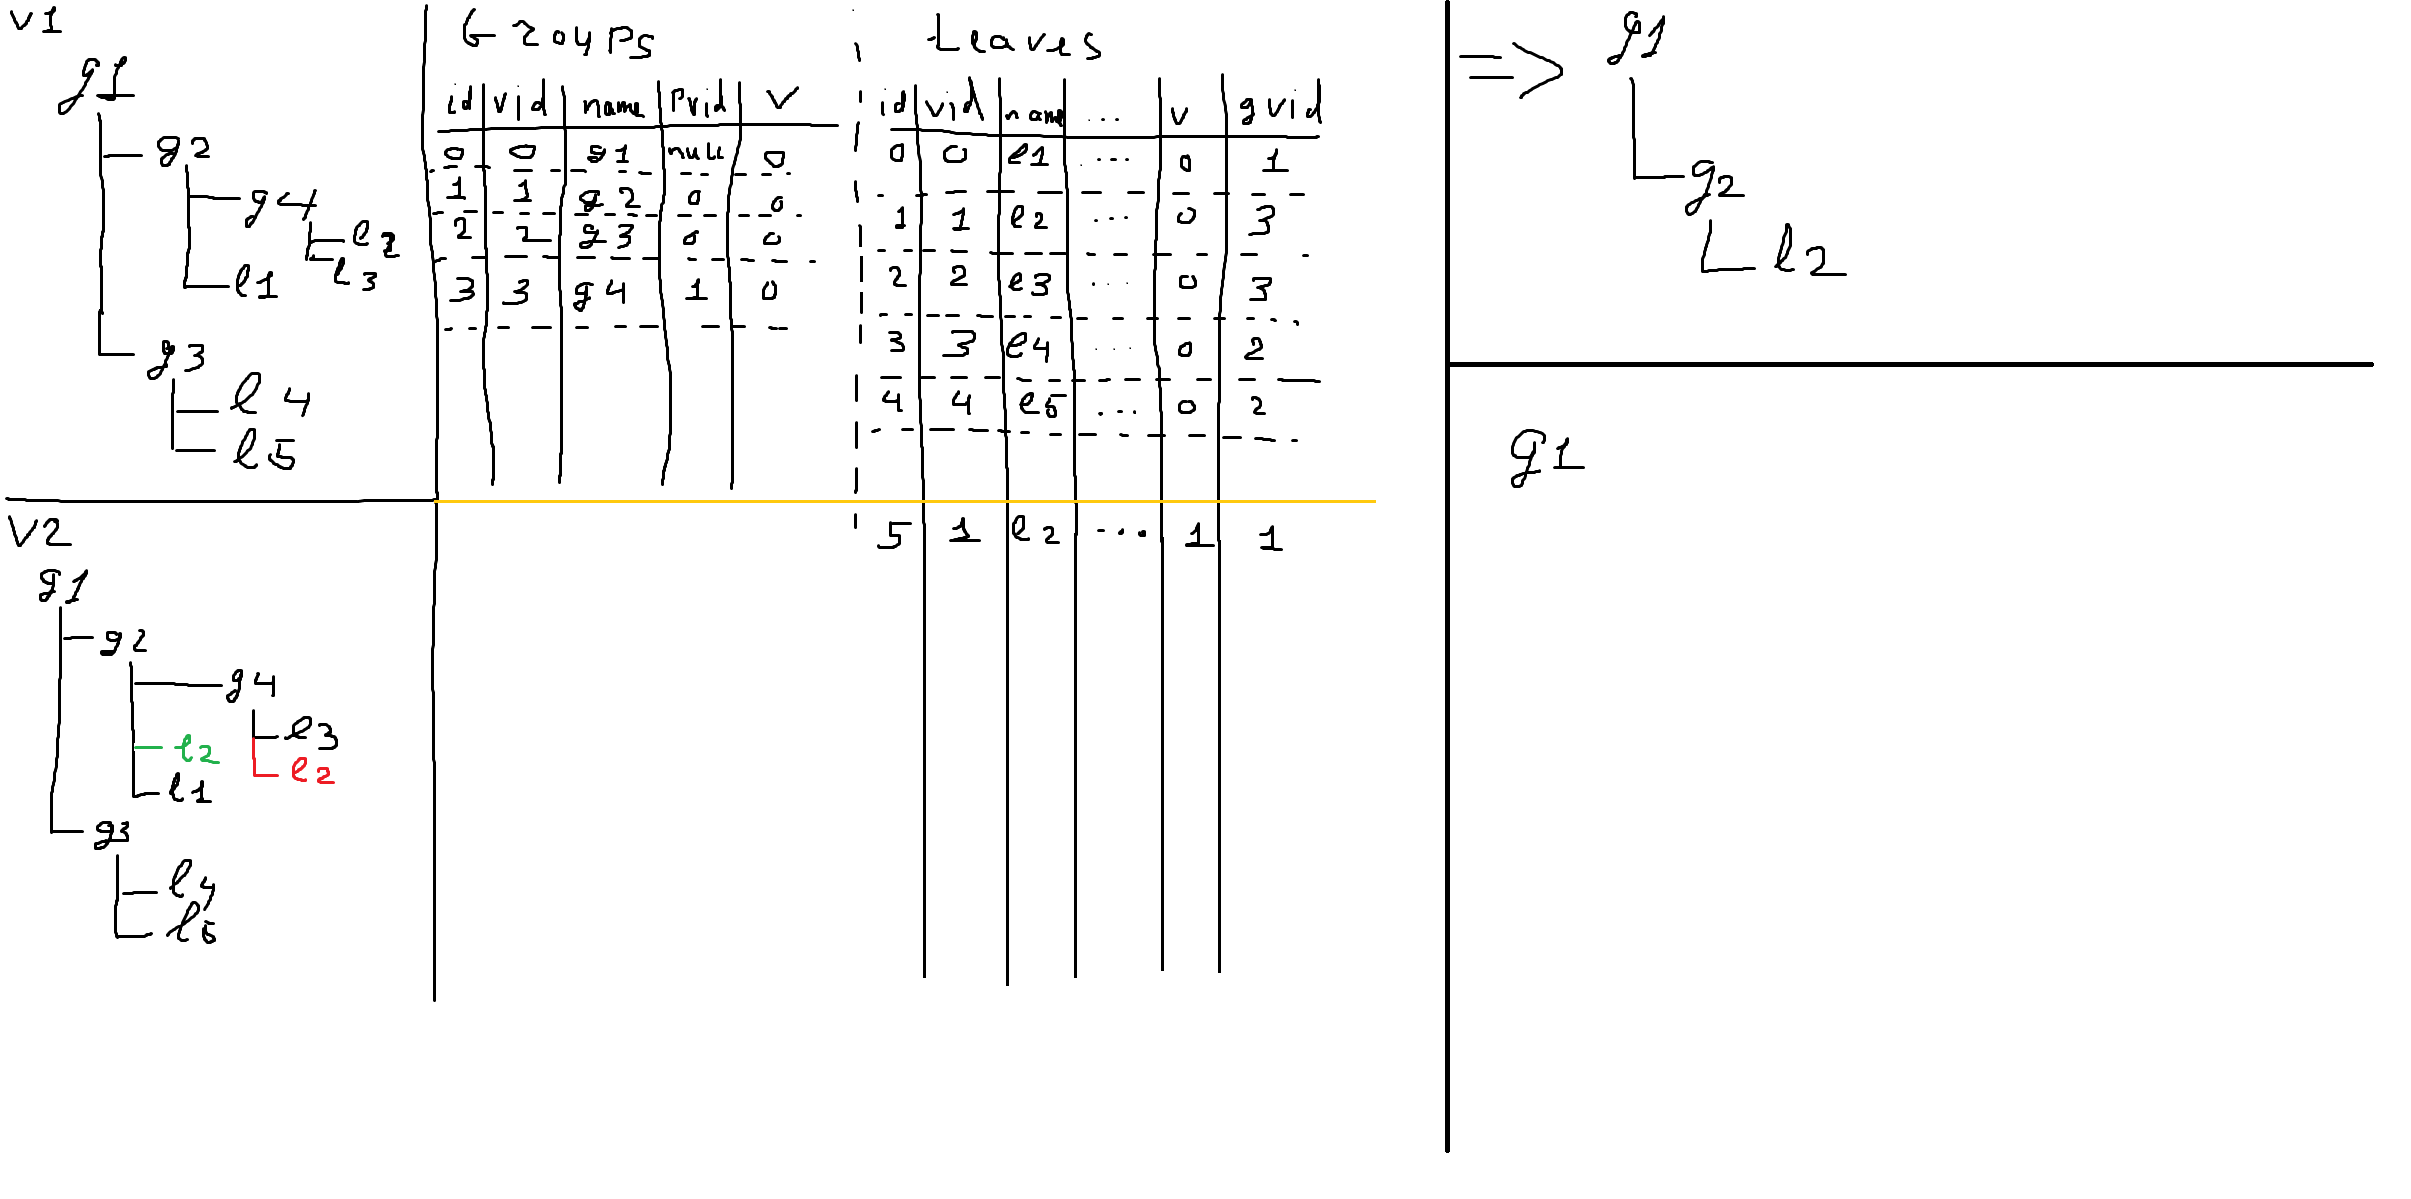 v1
g1
g2
g4
l2
l3
l1
g3
l4
l5
Groups
id vid name Pvid V
0 0 g1 null 0
1 1 g2 0 0
2 2 g3 0 0
3 3 g4 1 0
Leaves
id vid name ... v gvid
0 0 l1 ... 0 1
1 1 l2 ... 0 3
2 2 l3 ... 0 3
3 3 l4 ... 0 2
4 4 l5 ... 0 2
5 1 l2 ... 1 1
V2
g1
g2
g4
l3
l2
l2
l1
g3
l4
l5
=> g1
g2
l2
g1